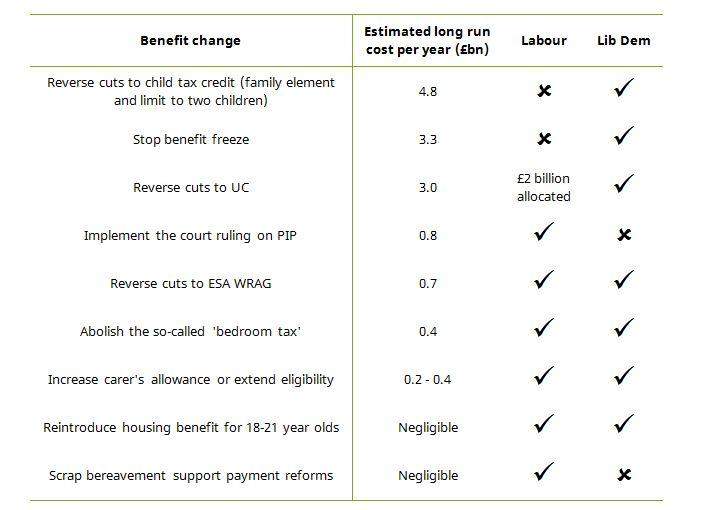 Benefit change Estimated long run cost per year (£bn) Labour Lib Dem
Reverse cuts to child tax credit (family element and limit to two children) 4.8 ✘ ✓
Stop benefit freeze 3.3 ✘ ✓
Reverse cuts to UC 3.0 £2 billion allocated ✓
Implement the court ruling on PIP 0.8 ✓ ✘
Reverse cuts to ESA WRAG 0.7 ✓ ✓
Abolish the so-called 'bedroom tax' 0.4 ✓ ✓
Increase carer's allowance or extend eligibility 0.2 - 0.4 ✓ ✓
Reintroduce housing benefit for 18-21 year olds Negligible ✓ ✓
Scrap bereavement support payment reforms Negligible ✓ ✘